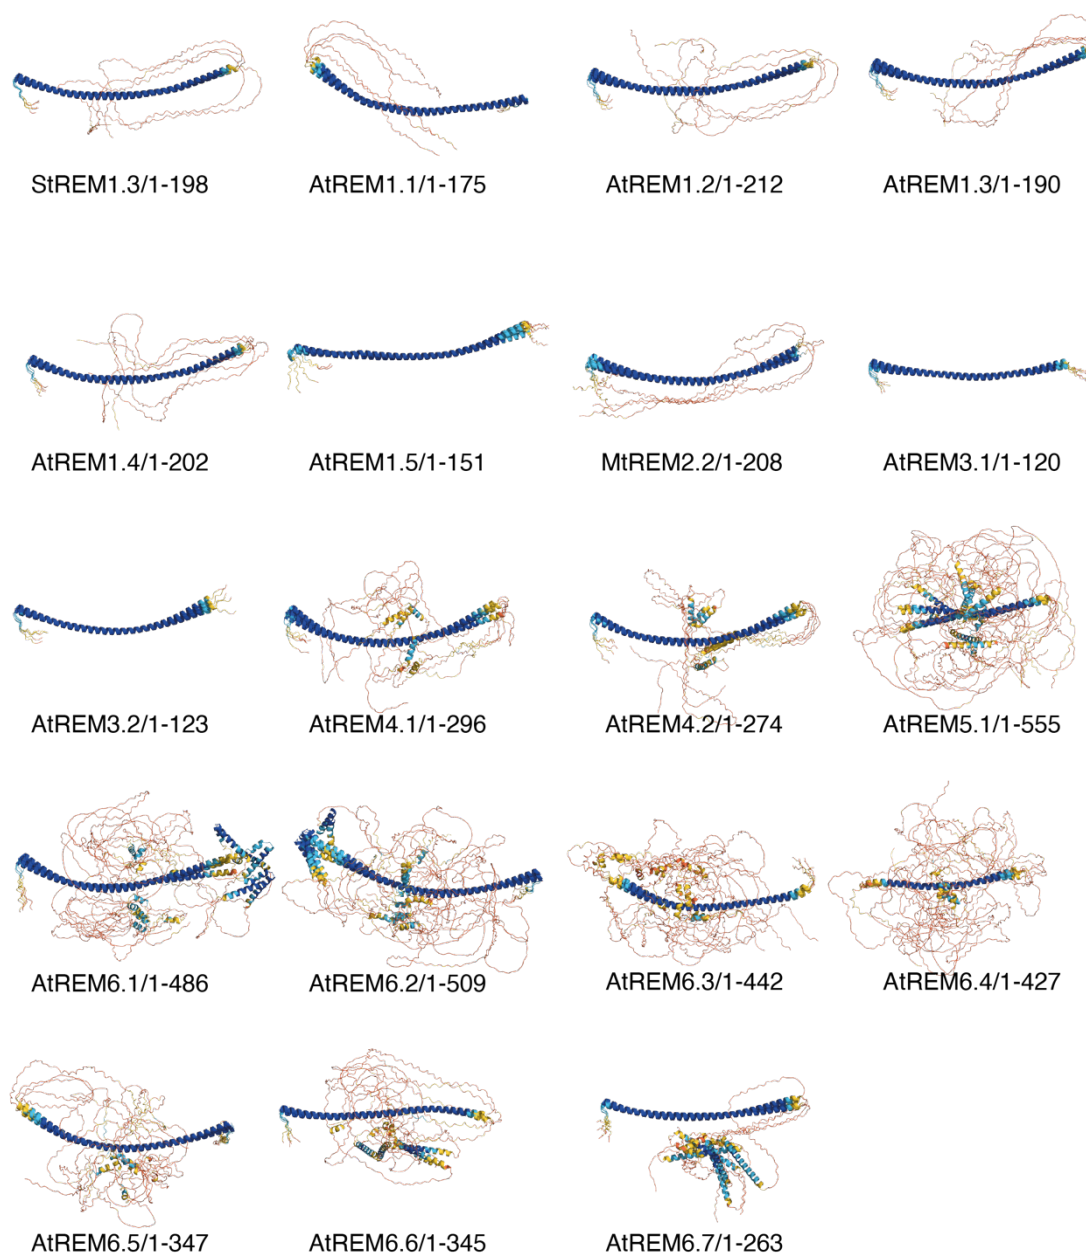 StREM1.3/1-198 AtREM1.1/1-175 AtREM1.2/1-212 AtREM1.3/1-190
AtREM1.4/1-202 AtREM1.5/1-151 MtREM2.2/1-208 AtREM3.1/1-120
AtREM3.2/1-123 AtREM4.1/1-296 AtREM4.2/1-274 AtREM5.1/1-555
AtREM6.1/1-486 AtREM6.2/1-509 AtREM6.3/1-442 AtREM6.4/1-427
AtREM6.5/1-347 AtREM6.6/1-345 AtREM6.7/1-263